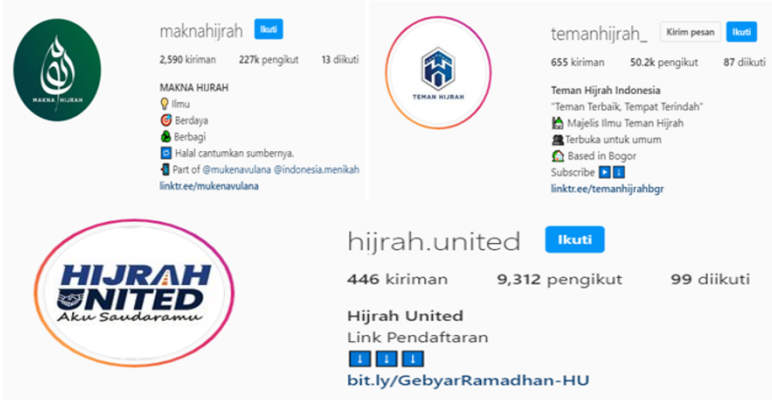 maknahijrah Ikuti
2,590 kiriman 227k pengikut 13 diikuti
MAKNA HIJRAH
Ilmu
Berdaya
Berbagi
Halal cantumkan sumbernya.
Part of @mukenavulana @indonesia.menikah
linktr.ee/mukenavulana
MAKNA HIJRAH
temanhijrah_ Kirim pesan Ikuti
655 kiriman 50.2k pengikut 87 diikuti
Teman Hijrah Indonesia
"Teman Terbaik, Tempat Terindah"
Majelis Ilmu Teman Hijrah
Terbuka untuk umum
Based in Bogor
Subscribe
linktr.ee/temanhijrahbgr
TEMAN HIJRAH
HIJRAH
UNITED
Aku Saudaramu
hijrah.united Ikuti
446 kiriman 9,312 pengikut 99 diikuti
Hijrah United
Link Pendaftaran
bit.ly/GebyarRamadhan-HU